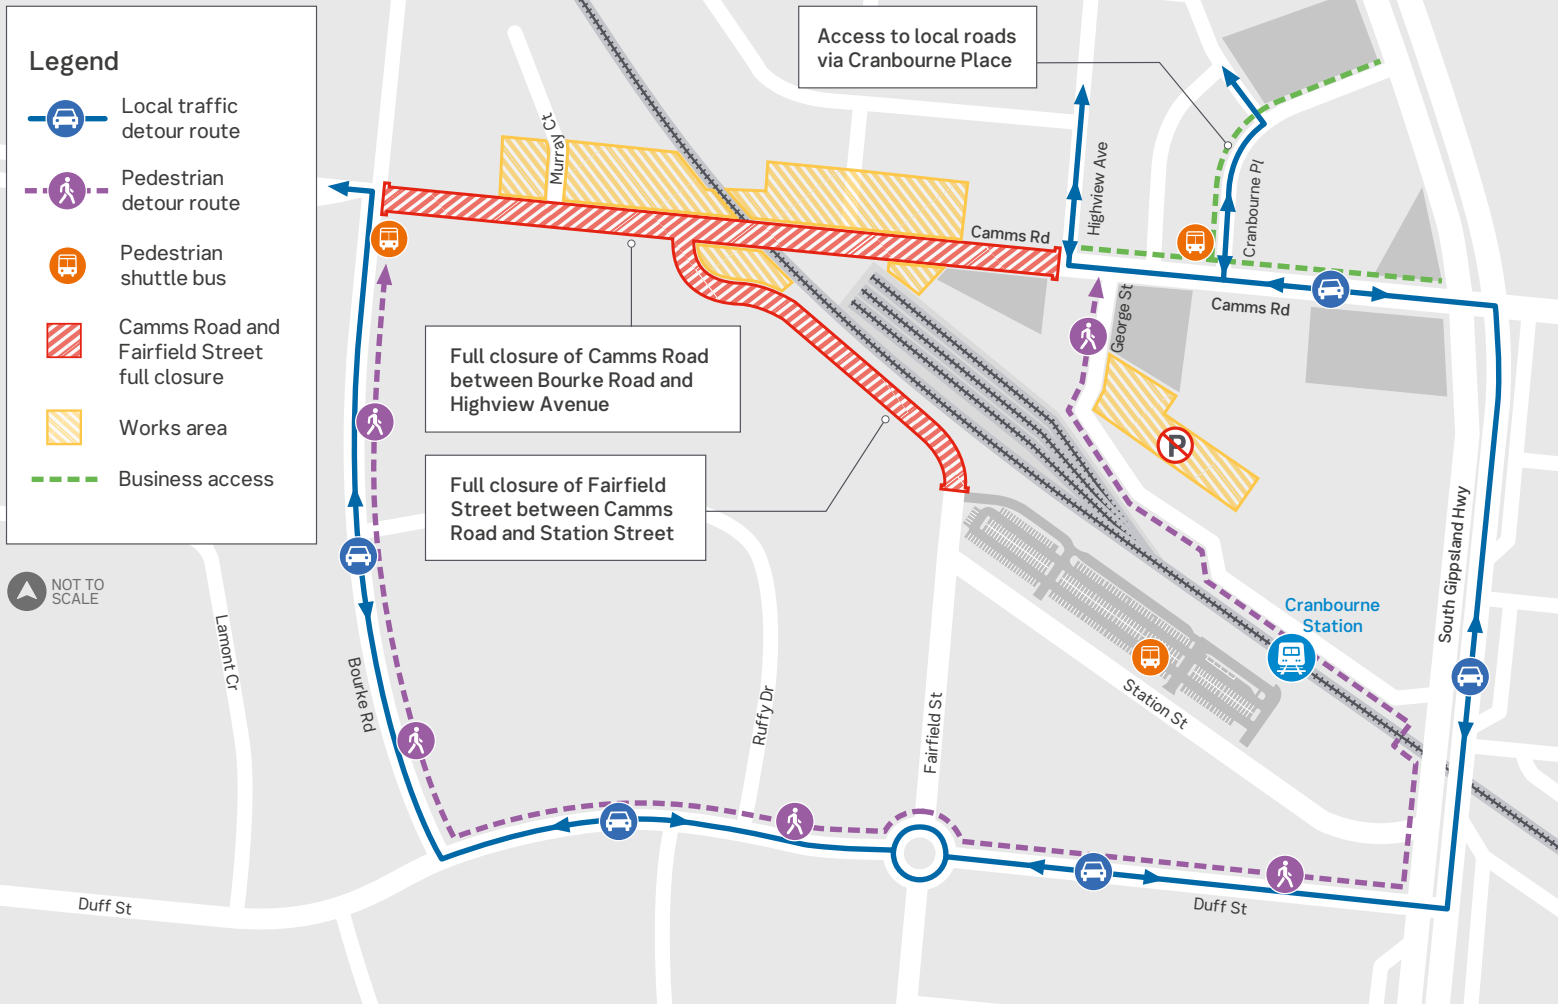 Legend
Local traffic
detour route
Pedestrian
detour route
Pedestrian
shuttle bus
Camms Road and
Fairfield Street
full closure
Works area
Business access
NOT TO
SCALE
Access to local roads
via Cranbourne Place
Murray Ct
Highview Ave
Cranbourne Pl
Camms Rd
Camms Rd
George St
Full closure of Camms Road
between Bourke Road and
Highview Avenue
Full closure of Fairfield
Street between Camms
Road and Station Street
P
South Gippsland Hwy
Cranbourne
Station
Lamont Cr
Bourke Rd
Ruffy Dr
Fairfield St
Station St
Duff St
Duff St